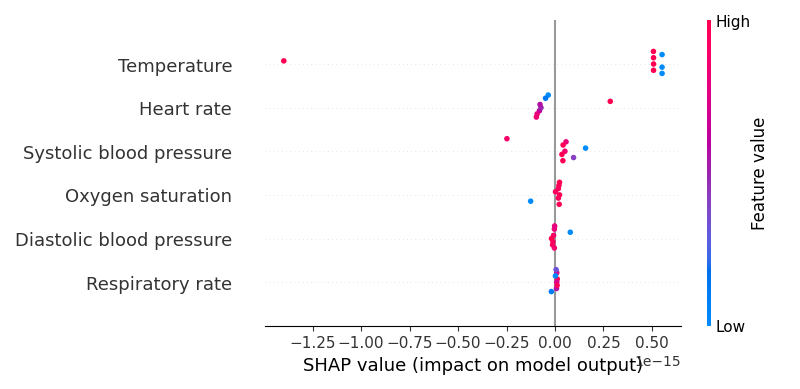 High
Temperature
Heart rate
Systolic blood pressure
Oxygen saturation
Diastolic blood pressure
Respiratory rate
Feature value
Low
−1.25 −1.00 −0.75 −0.50 −0.25 0.00 0.25 0.50
1e−15
SHAP value (impact on model output)